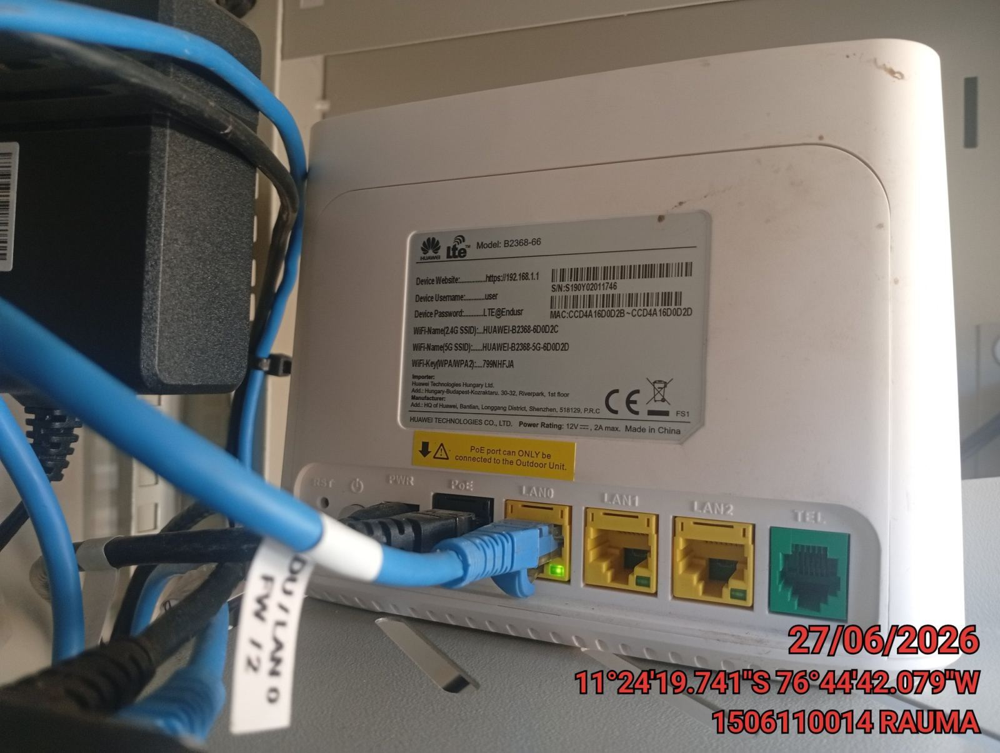 HUAWEI Lte™ Model: B2368-66
Device Website:................https://192.168.1.1
S/N:S190Y02011746
Device Username:............user
Device Password:.........LTE@Endusr
MAC:CCD4A16D0D2B~CCD4A16D0D2D
WiFi-Name(2.4G SSID):...HUAWEI-B2368-6D0D2C
WiFi-Name(5G SSID):......HUAWEI-B2368-5G-6D0D2D
WiFi-Key(WPA/WPA2):....799NHFJA
Importer:
Huawei Technologies Hungary Ltd.
Add.: Hungary-Budapest-Kozraktaru. 30-32, Riverpark, 1st floor
Manufacturer:
Add.: HQ of Huawei, Bantian, Longgang District, Shenzhen, 518129, P.R.C
CE
FS1
HUAWEI TECHNOLOGIES CO., LTD. Power Rating: 12V⎓, 2A max. Made in China
PoE port can ONLY be
connected to the Outdoor Unit.
RST PWR PoE LAN0 LAN1 LAN2 TEL
DU/LAN 0
FW 12
27/06/2026
11°24'19.741"S 76°44'42.079"W
1506110014 RAUMA